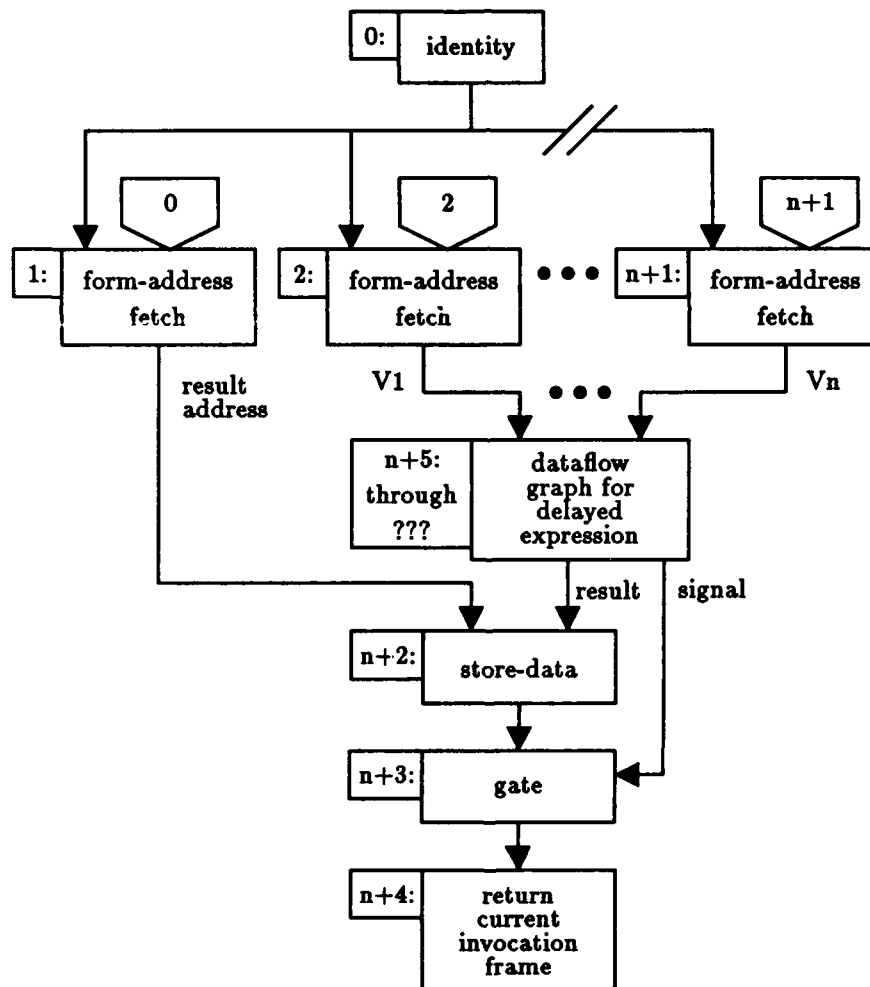 0:
identity
0
2
n+1
1:
form-address
fetch
2:
form-address
fetch
n+1:
form-address
fetch
result
address
V1
Vn
n+5:
through
???
dataflow
graph for
delayed
expression
result
signal
n+2:
store-data
n+3:
gate
n+4:
return
current
invocation
frame